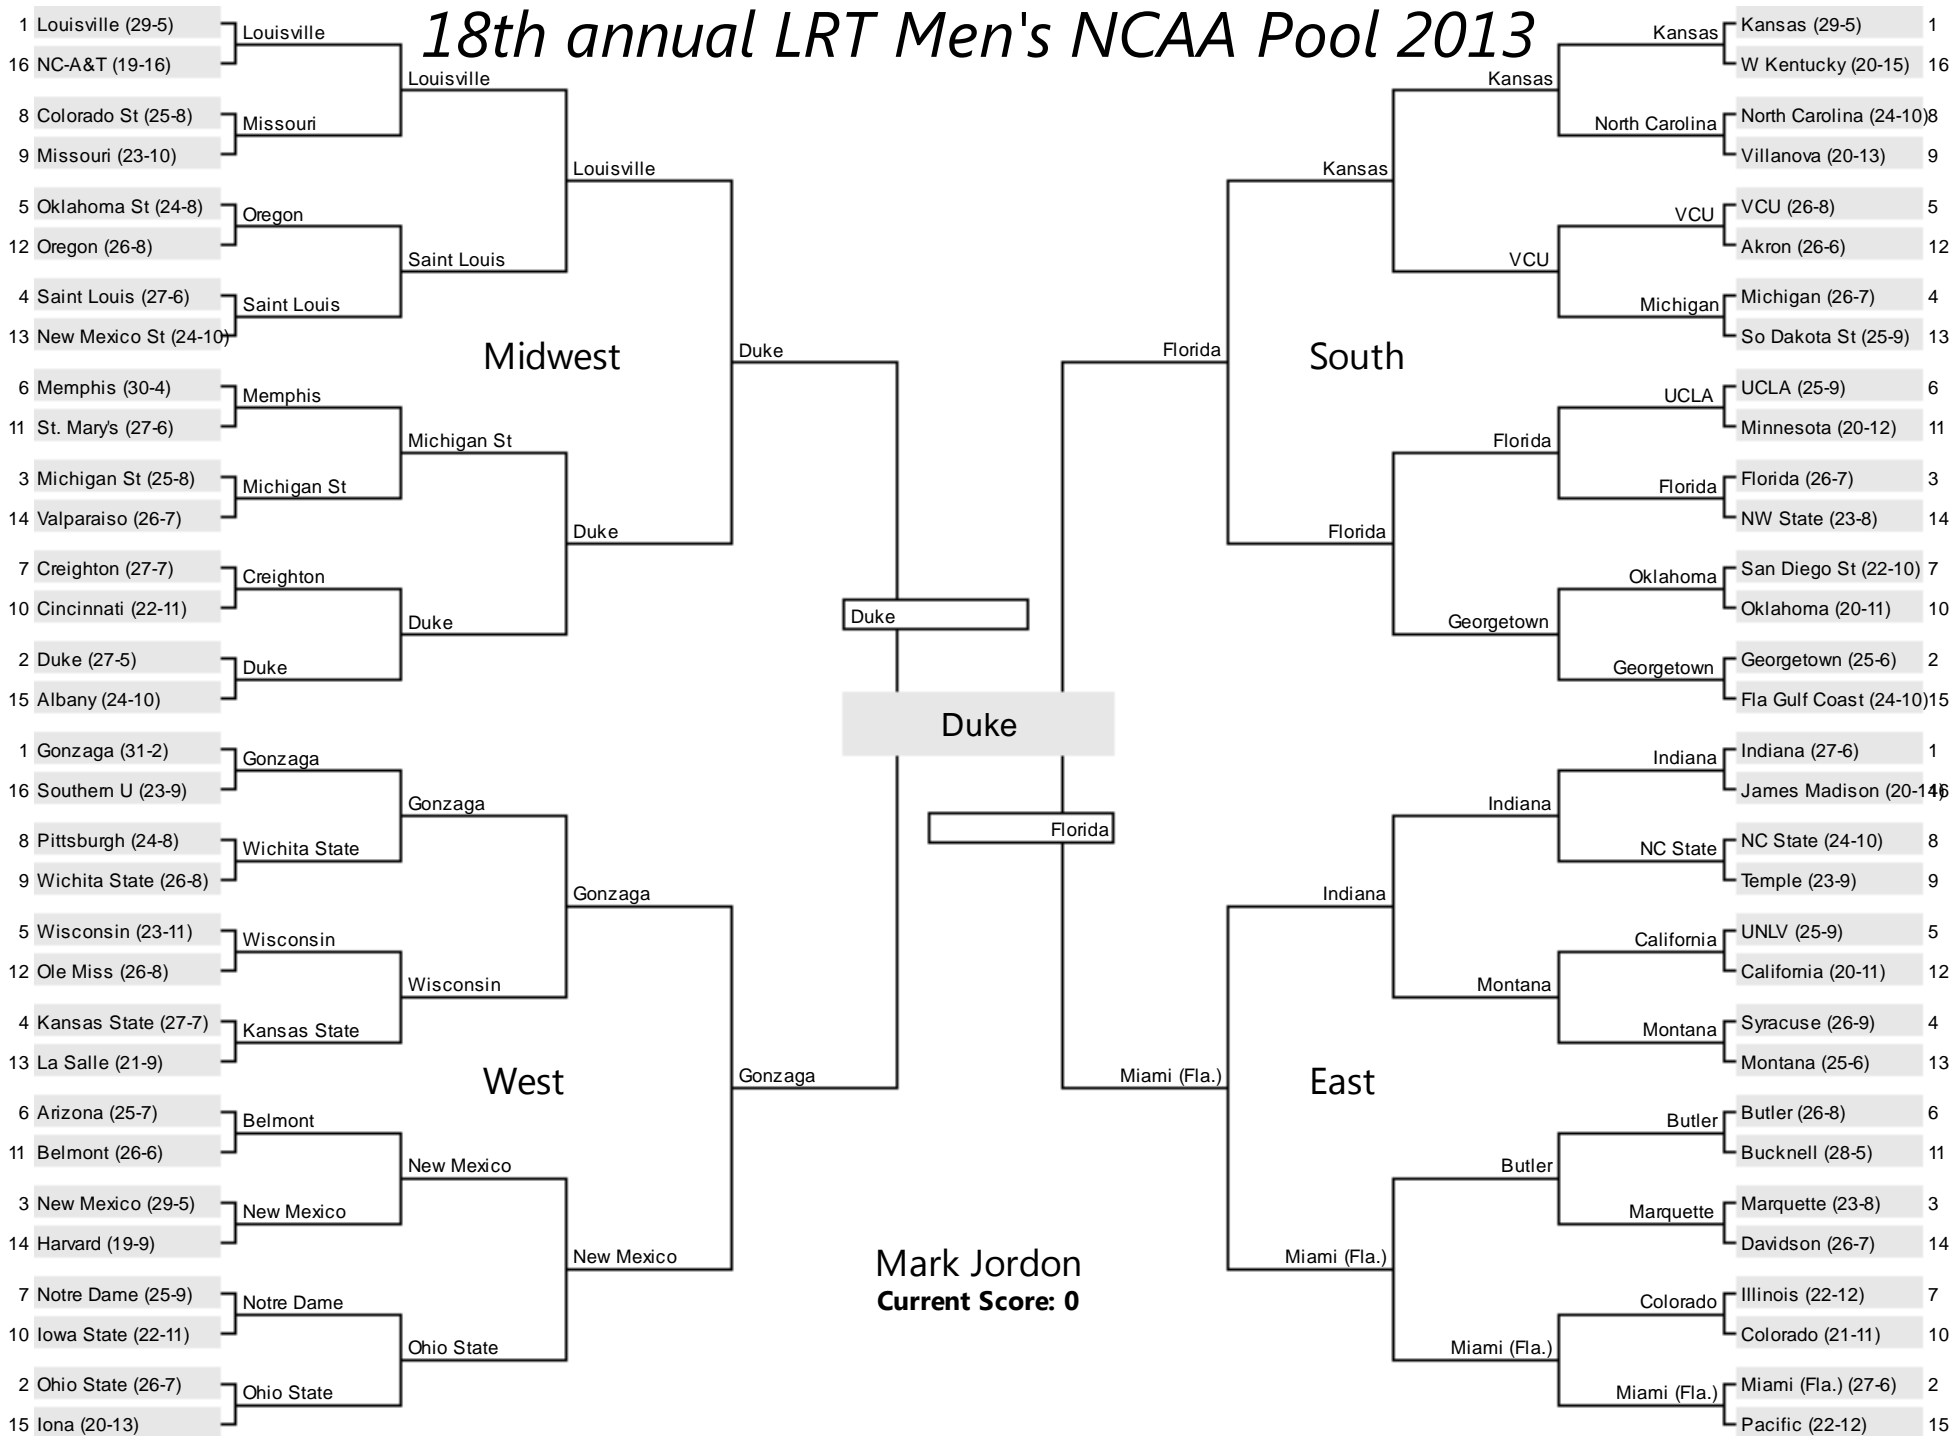 18th annual LRT Men's NCAA Pool 2013
1 Louisville (29-5)
16 NC-A&T (19-16)
8 Colorado St (25-8)
9 Missouri (23-10)
5 Oklahoma St (24-8)
12 Oregon (26-8)
4 Saint Louis (27-6)
13 New Mexico St (24-10)
6 Memphis (30-4)
11 St. Mary's (27-6)
3 Michigan St (25-8)
14 Valparaiso (26-7)
7 Creighton (27-7)
10 Cincinnati (22-11)
2 Duke (27-5)
15 Albany (24-10)
Louisville
Missouri
Oregon
Saint Louis
Memphis
Michigan St
Creighton
Duke
Louisville
Saint Louis
Michigan St
Duke
Louisville
Duke
Midwest
Duke
1 Gonzaga (31-2)
16 Southern U (23-9)
8 Pittsburgh (24-8)
9 Wichita State (26-8)
5 Wisconsin (23-11)
12 Ole Miss (26-8)
4 Kansas State (27-7)
13 La Salle (21-9)
6 Arizona (25-7)
11 Belmont (26-6)
3 New Mexico (29-5)
14 Harvard (19-9)
7 Notre Dame (25-9)
10 Iowa State (22-11)
2 Ohio State (26-7)
15 Iona (20-13)
Gonzaga
Wichita State
Wisconsin
Kansas State
Belmont
New Mexico
Notre Dame
Ohio State
Gonzaga
Wisconsin
New Mexico
Ohio State
Gonzaga
New Mexico
West
Gonzaga
Duke
Duke
Florida
Mark Jordon
Current Score: 0
Kansas (29-5) 1
W Kentucky (20-15) 16
North Carolina (24-10) 8
Villanova (20-13) 9
VCU (26-8) 5
Akron (26-6) 12
Michigan (26-7) 4
So Dakota St (25-9) 13
UCLA (25-9) 6
Minnesota (20-12) 11
Florida (26-7) 3
NW State (23-8) 14
San Diego St (22-10) 7
Oklahoma (20-11) 10
Georgetown (25-6) 2
Fla Gulf Coast (24-10) 15
Kansas
North Carolina
VCU
Michigan
UCLA
Florida
Oklahoma
Georgetown
Kansas
VCU
Florida
Georgetown
Kansas
Florida
South
Florida
Indiana (27-6) 1
James Madison (20-14) 16
NC State (24-10) 8
Temple (23-9) 9
UNLV (25-9) 5
California (20-11) 12
Syracuse (26-9) 4
Montana (25-6) 13
Butler (26-8) 6
Bucknell (28-5) 11
Marquette (23-8) 3
Davidson (26-7) 14
Illinois (22-12) 7
Colorado (21-11) 10
Miami (Fla.) (27-6) 2
Pacific (22-12) 15
Indiana
NC State
California
Montana
Butler
Marquette
Colorado
Miami (Fla.)
Indiana
Montana
Butler
Miami (Fla.)
Indiana
Miami (Fla.)
East
Miami (Fla.)